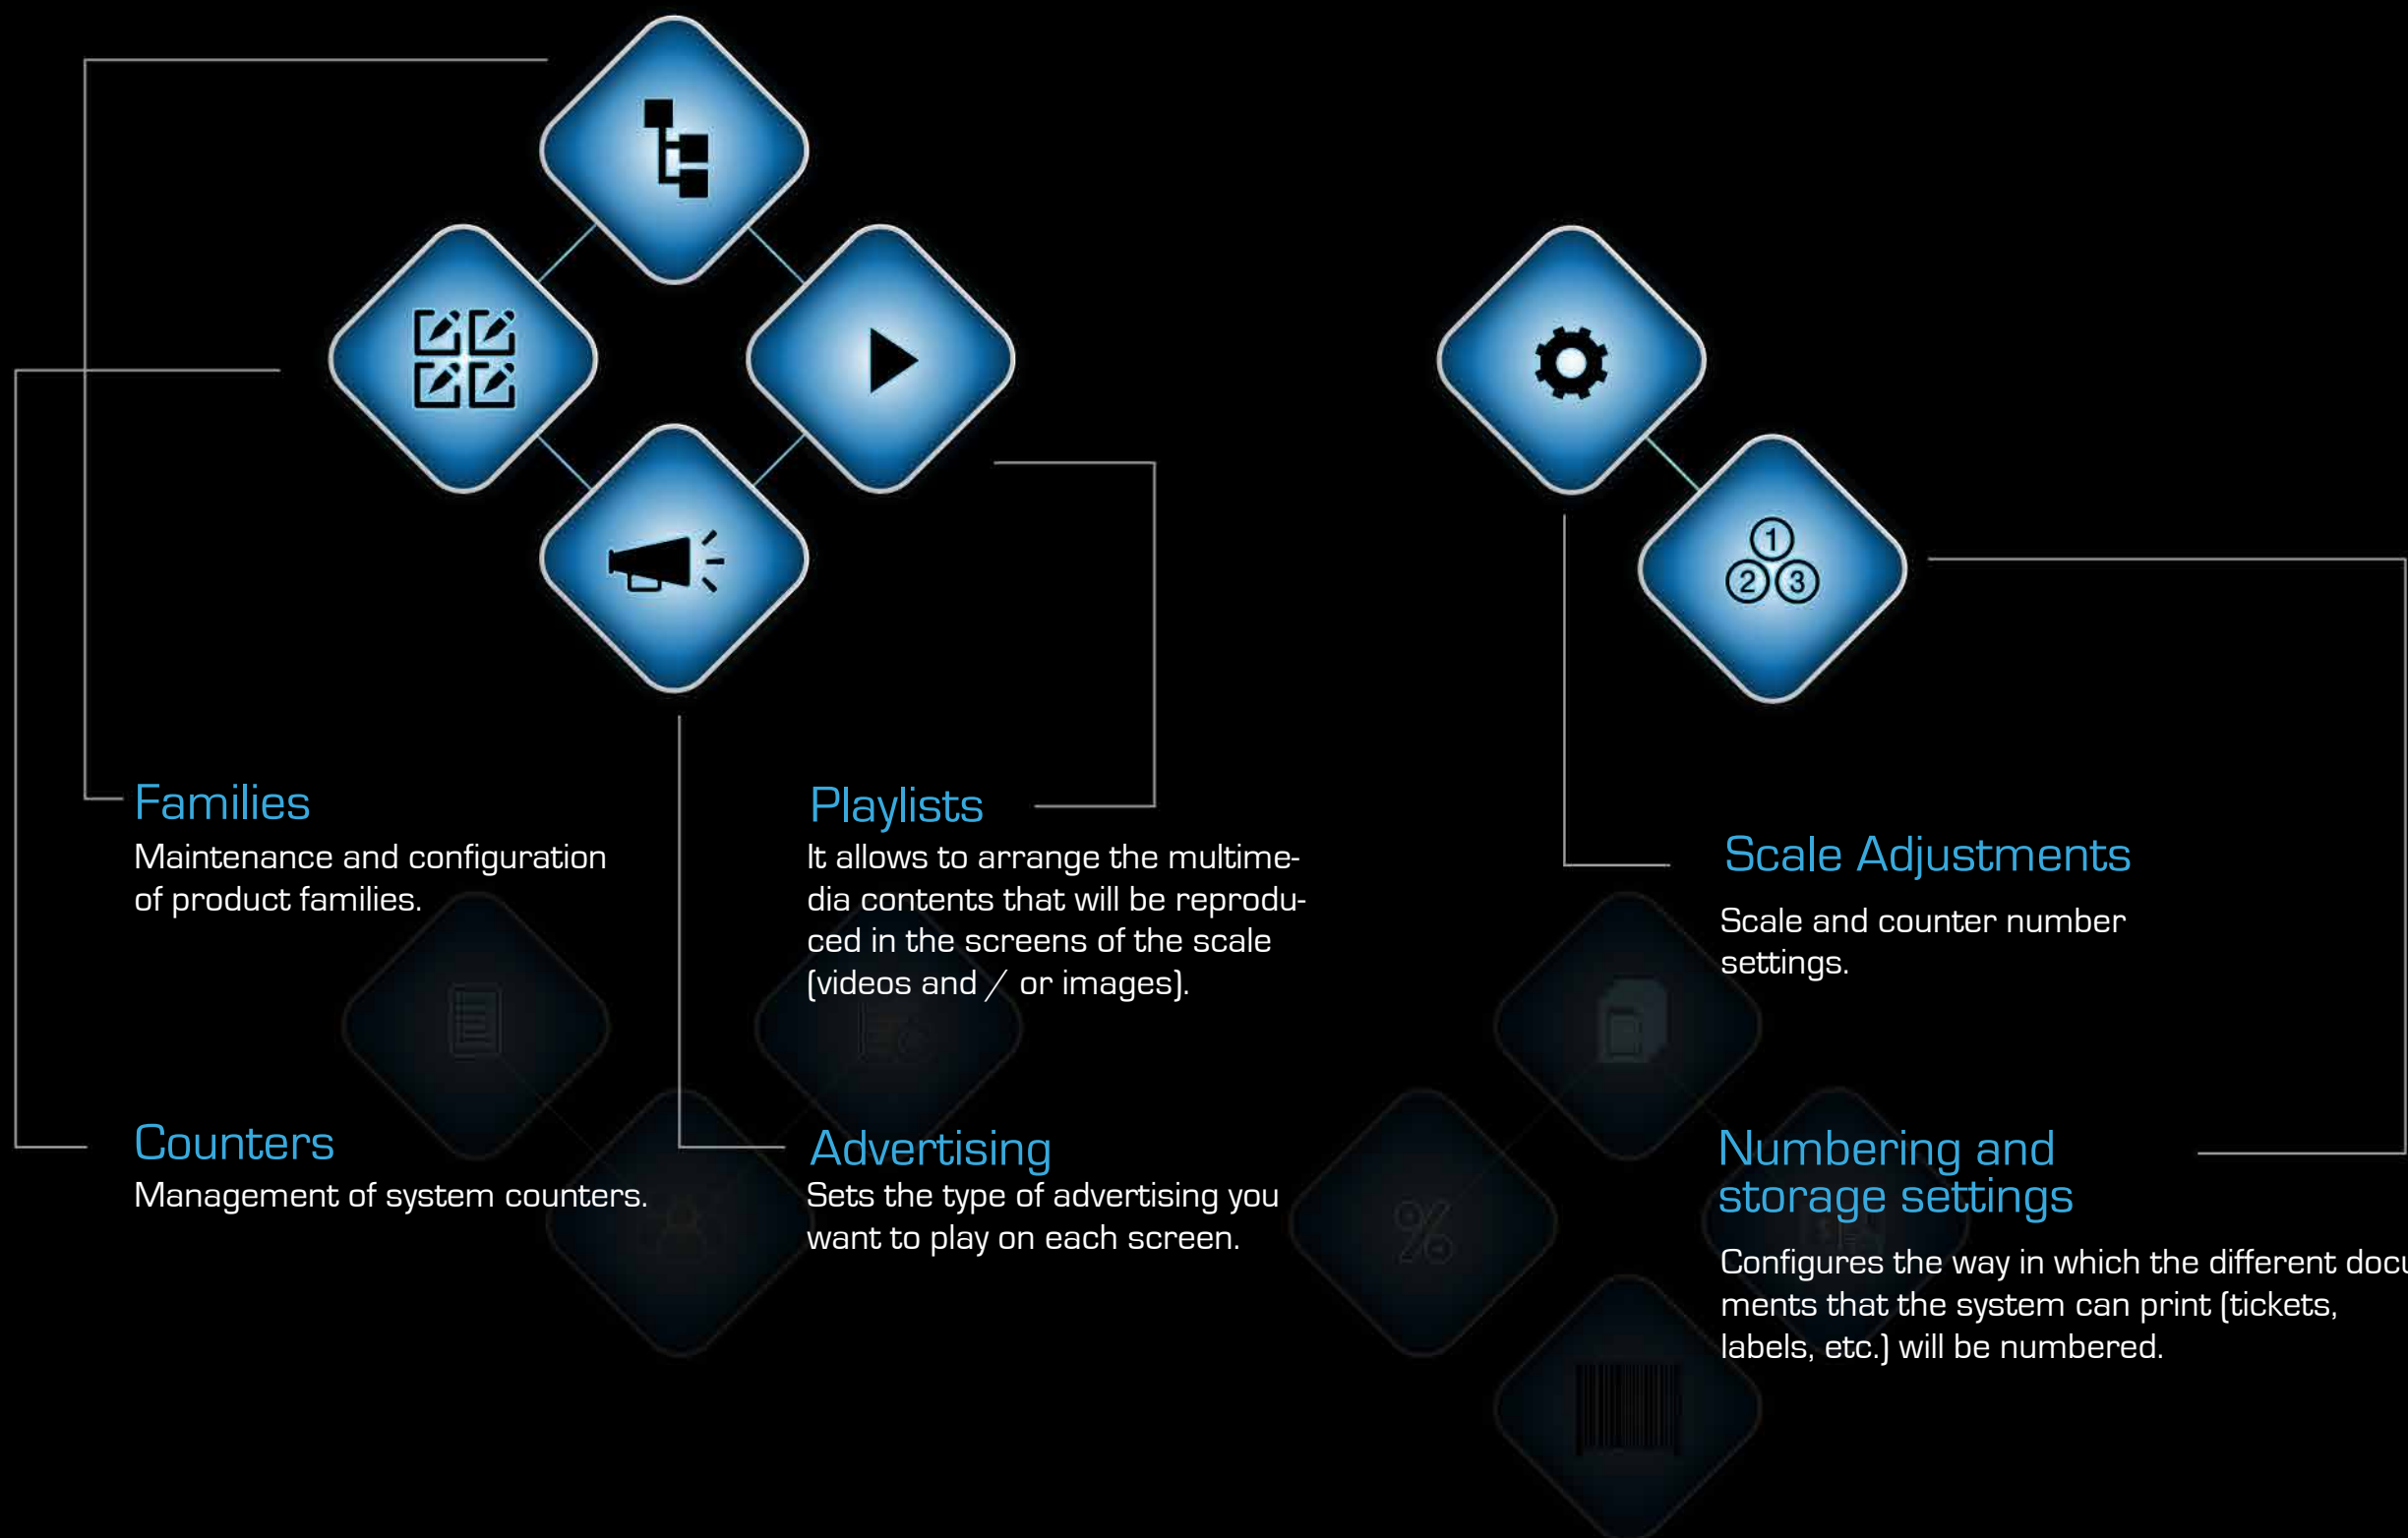 1
2 3
Families
Maintenance and configuration
of product families.
Playlists
It allows to arrange the multime-
dia contents that will be reprodu-
ced in the screens of the scale
(videos and / or images).
Scale Adjustments
Scale and counter number
settings.
Counters
Management of system counters.
Advertising
Sets the type of advertising you
want to play on each screen.
Numbering and
storage settings
Configures the way in which the different docu
ments that the system can print (tickets,
labels, etc.) will be numbered.
%